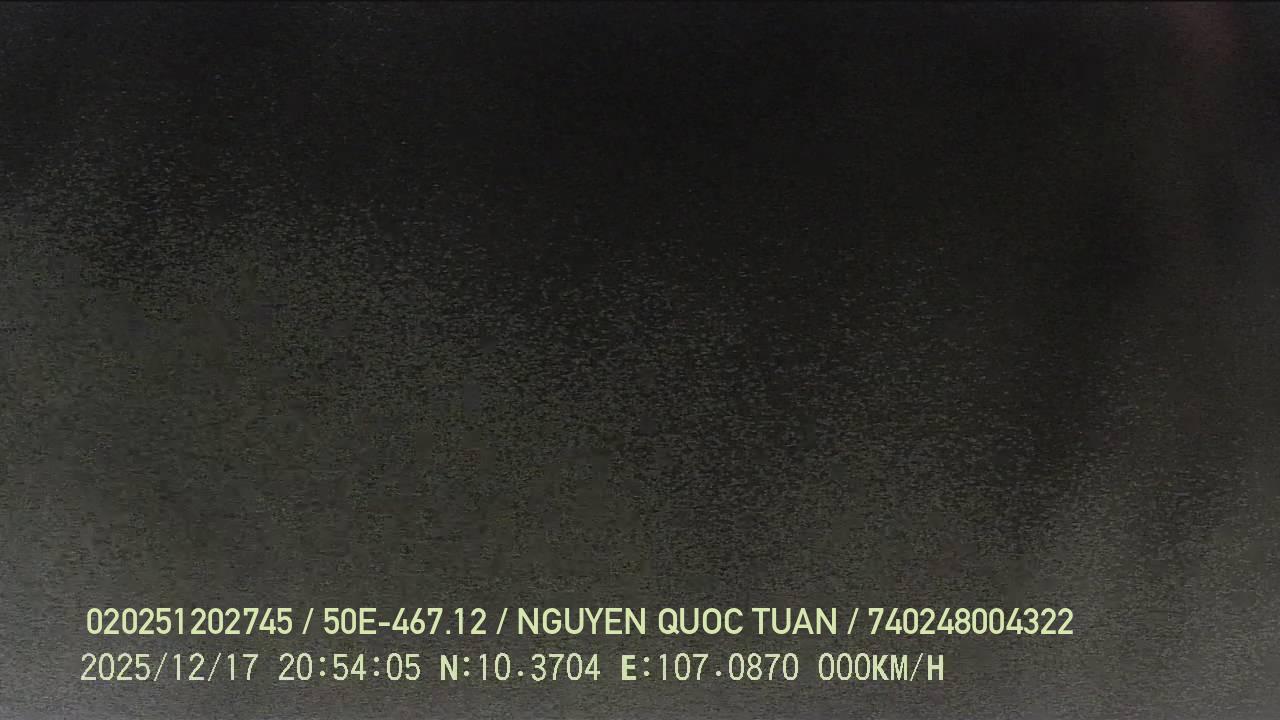 020251202745 / 50E-467.12 / NGUYEN QUOC TUAN / 740248004322
2025/12/17 20:54:05 N:10.3704 E:107.0870 000KM/H